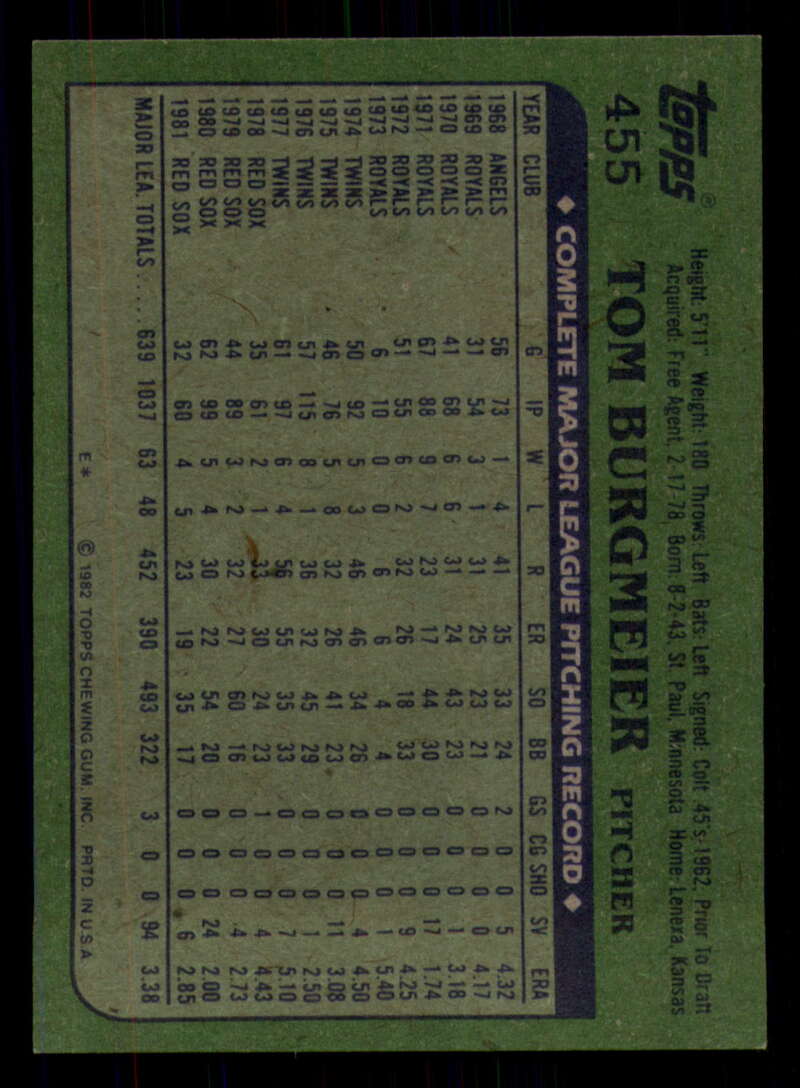 Topps®
455 TOM BURGMEIER PITCHER
Height: 5'11" Weight: 180 Throws: Left Bats: Left Signed: Colt 45's-1962, Prior To Draft
Acquired: Free Agent, 2-17-78 Born: 8-2-43, St Paul, Minnesota Home: Lenexa, Kansas
◆ COMPLETE MAJOR LEAGUE PITCHING RECORD ◆
YEAR CLUB G IP W L R ER SO BB GS CG SHO SV ERA
1968 ANGELS 56 73 1 4 41 35 33 24 2 0 0 5 4.32
1969 ROYALS 31 54 3 1 31 25 23 21 0 0 0 0 4.17
1970 ROYALS 41 68 6 6 31 24 43 23 0 0 0 1 3.18
1971 ROYALS 67 88 9 7 23 17 44 30 0 0 0 17 1.74
1972 ROYALS 51 55 6 2 32 26 18 33 0 0 0 9 4.25
1973 ROYALS 6 10 0 0 6 6 4 4 0 0 0 1 5.40
1974 TWINS 50 92 5 3 46 46 34 26 0 0 0 4 4.50
1975 TWINS 46 76 5 8 32 26 41 23 0 0 0 11 3.08
1976 TWINS 57 115 8 1 36 32 45 29 0 0 0 1 2.50
1977 TWINS 61 97 6 4 56 55 35 33 0 0 0 7 5.10
1978 RED SOX 35 61 2 1 33 30 24 23 1 0 0 4 4.43
1979 RED SOX 44 89 3 2 32 27 60 16 0 0 0 4 2.73
1980 RED SOX 62 99 5 4 30 22 54 20 0 0 0 24 2.00
1981 RED SOX 32 60 4 5 23 19 35 17 0 0 0 6 2.85
MAJOR LEA. TOTALS . . . . 639 1037 63 48 452 390 493 322 3 0 0 94 3.38
E* © 1982 TOPPS CHEWING GUM, INC. PRTD. IN U.S.A.